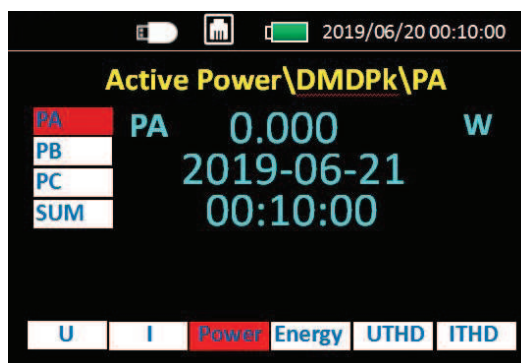 2019/06/20 00:10:00
Active Power\DMDPk\PA
PA
PA 0.000 W
PB
2019-06-21
PC
SUM
00:10:00
U I Power Energy UTHD ITHD